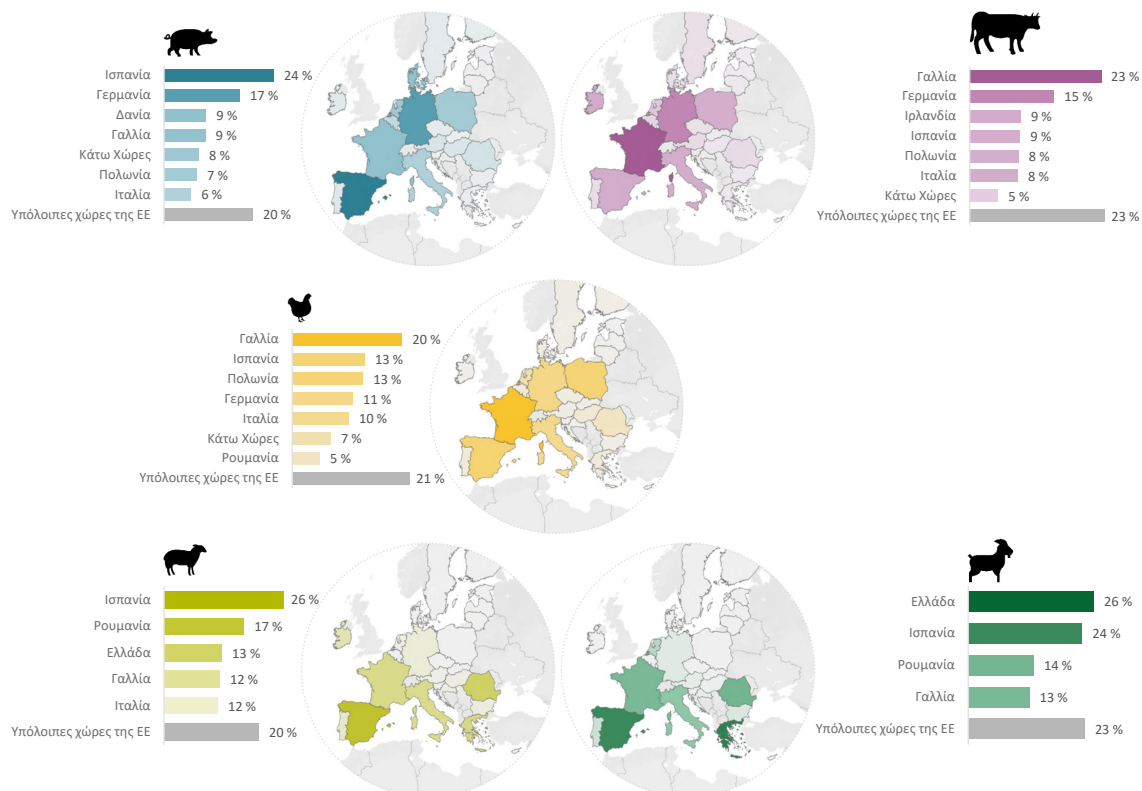 Ισπανία 24 %
Γερμανία 17 %
Δανία 9 %
Γαλλία 9 %
Κάτω Χώρες 8 %
Πολωνία 7 %
Ιταλία 6 %
Υπόλοιπες χώρες της ΕΕ 20 %
Γαλλία 23 %
Γερμανία 15 %
Ιρλανδία 9 %
Ισπανία 9 %
Πολωνία 8 %
Ιταλία 8 %
Κάτω Χώρες 5 %
Υπόλοιπες χώρες της ΕΕ 23 %
Γαλλία 20 %
Ισπανία 13 %
Πολωνία 13 %
Γερμανία 11 %
Ιταλία 10 %
Κάτω Χώρες 7 %
Ρουμανία 5 %
Υπόλοιπες χώρες της ΕΕ 21 %
Ισπανία 26 %
Ρουμανία 17 %
Ελλάδα 13 %
Γαλλία 12 %
Ιταλία 12 %
Υπόλοιπες χώρες της ΕΕ 20 %
Ελλάδα 26 %
Ισπανία 24 %
Ρουμανία 14 %
Γαλλία 13 %
Υπόλοιπες χώρες της ΕΕ 23 %